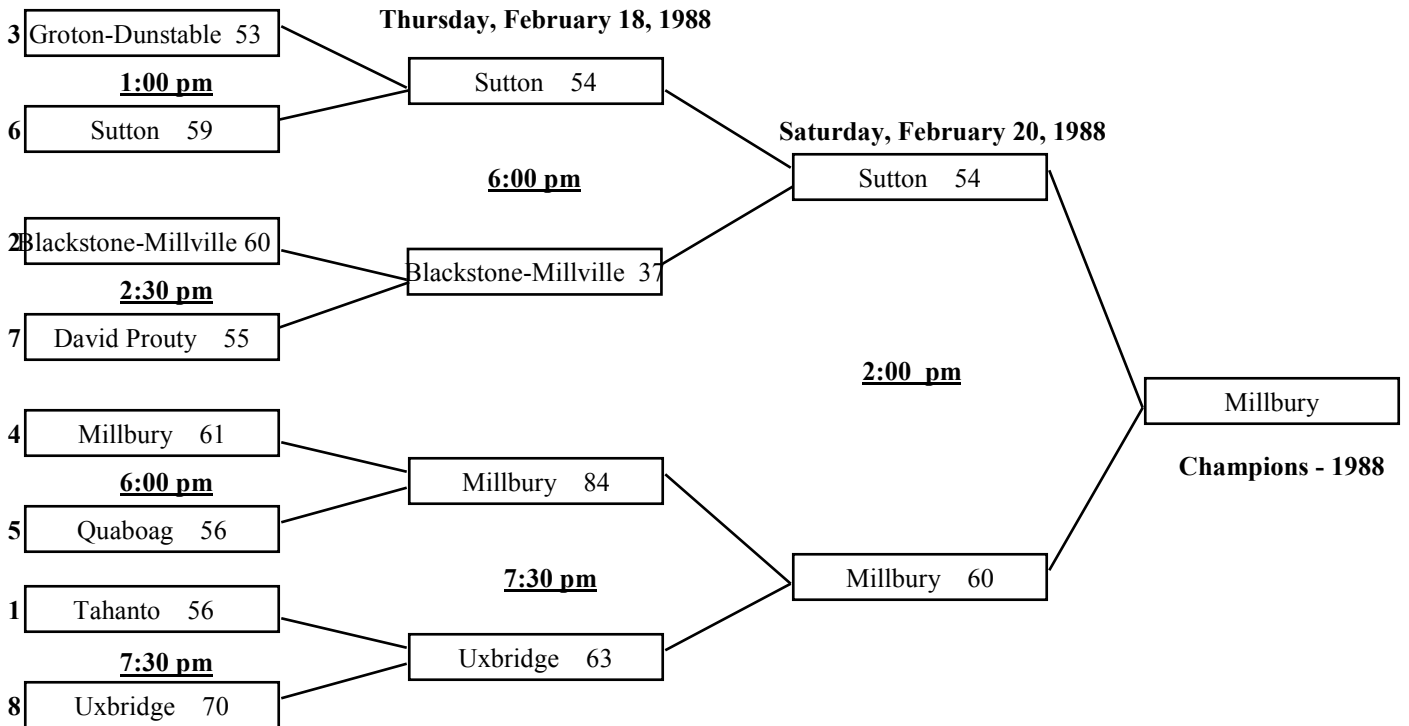 Thursday, February 18, 1988
3 Groton-Dunstable 53
1:00 pm
6 Sutton 59
Sutton 54
Saturday, February 20, 1988
6:00 pm
Sutton 54
2 Blackstone-Millville 60
2:30 pm
7 David Prouty 55
Blackstone-Millville 37
2:00 pm
Millbury
Champions - 1988
4 Millbury 61
6:00 pm
5 Quaboag 56
Millbury 84
7:30 pm
Millbury 60
1 Tahanto 56
7:30 pm
8 Uxbridge 70
Uxbridge 63